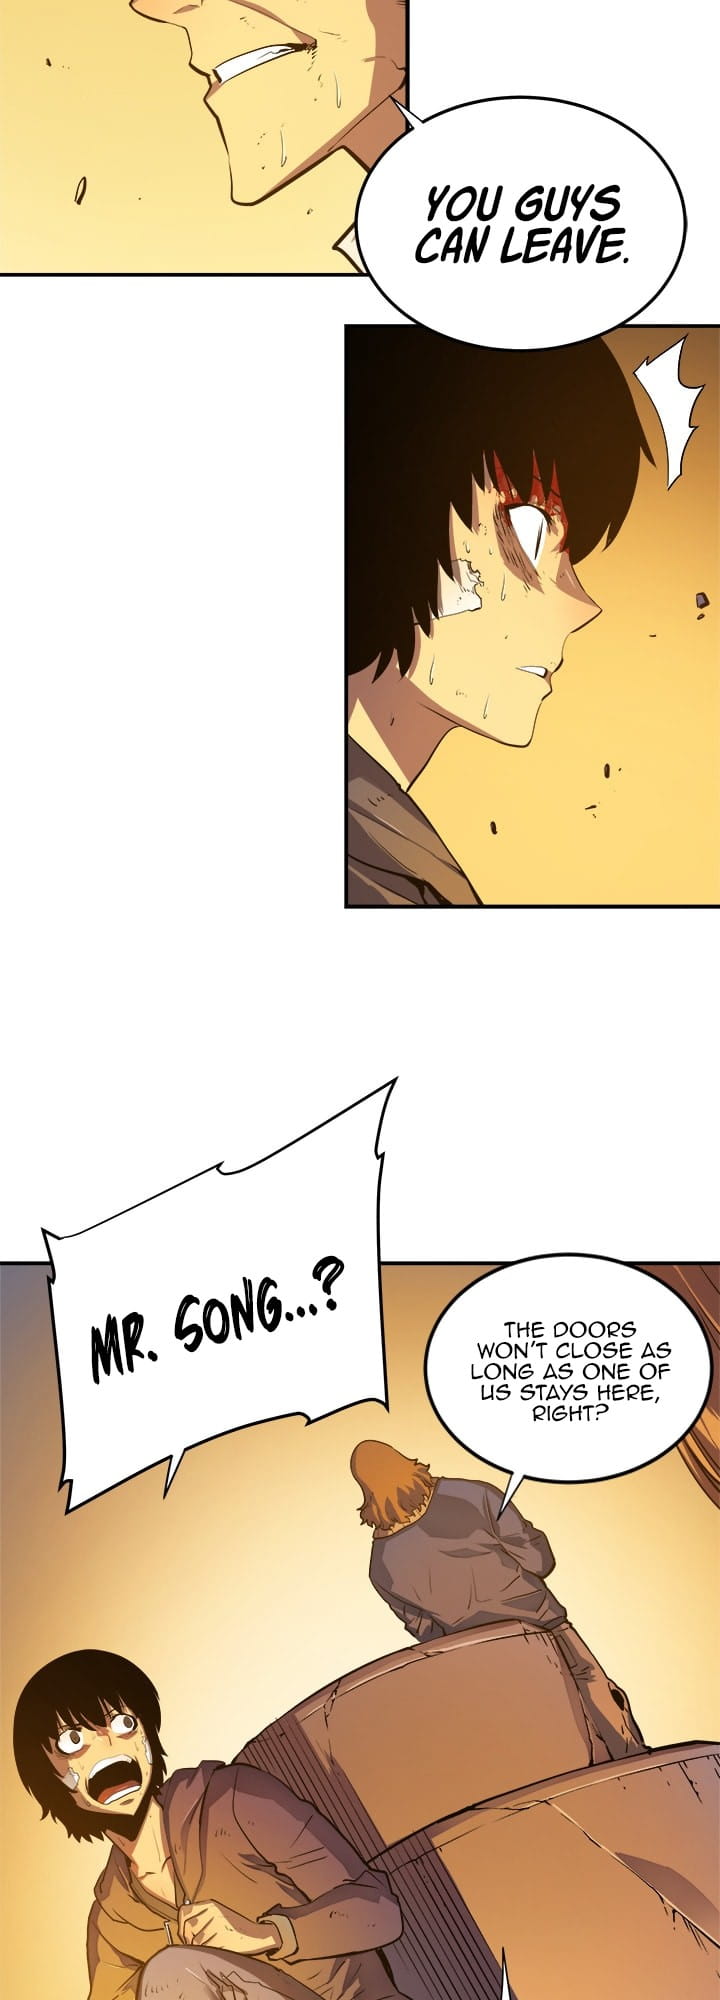 YOU GUYS
CAN LEAVE.
MR. SONG...?
THE DOORS
WON'T CLOSE AS
LONG AS ONE OF
US STAYS HERE,
RIGHT?